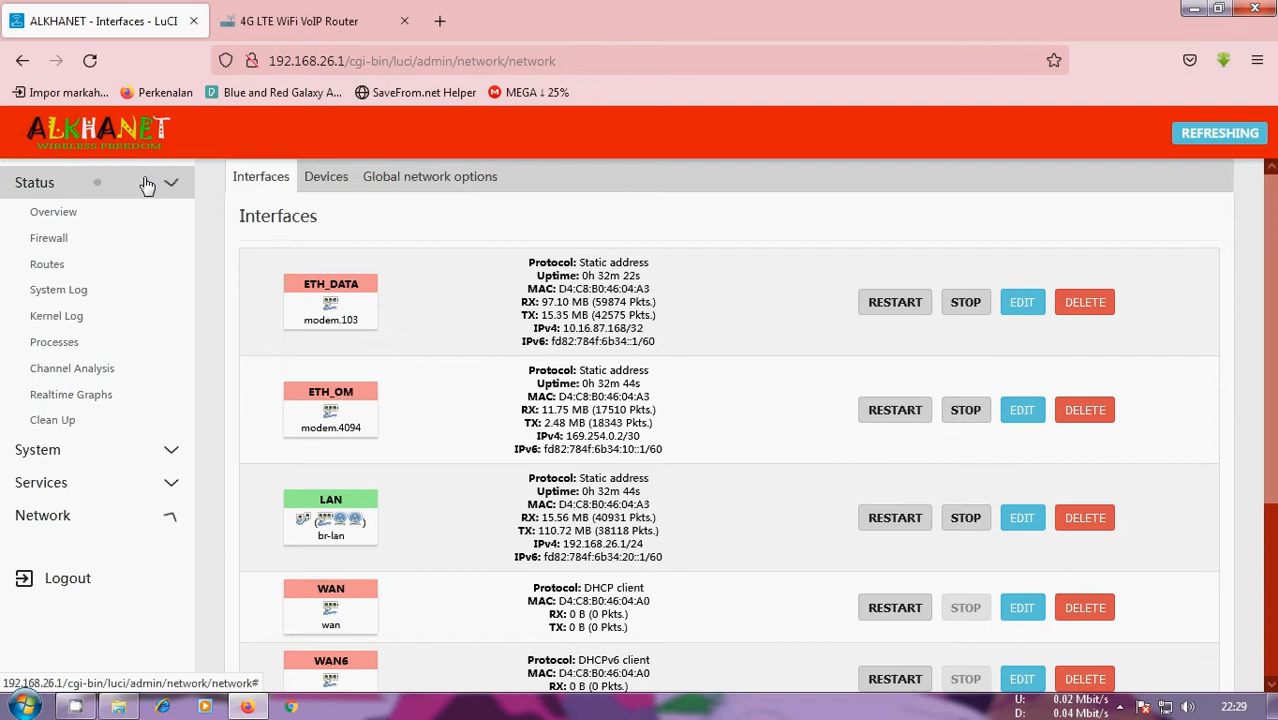 ALKHANET - Interfaces - LuCI
4G LTE WiFi VoIP Router
192.168.26.1/cgi-bin/luci/admin/network/network
Impor markah...
Perkenalan
Blue and Red Galaxy A...
SaveFrom.net Helper
MEGA ↓ 25%
ALKHANET
WIRELESS FREEDOM
REFRESHING
Status
Overview
Firewall
Routes
System Log
Kernel Log
Processes
Channel Analysis
Realtime Graphs
Clean Up
System
Services
Network
Logout
Interfaces Devices Global network options
Interfaces
ETH_DATA
modem.103
Protocol: Static address
Uptime: 0h 32m 22s
MAC: D4:C8:B0:46:04:A3
RX: 97.10 MB (59874 Pkts.)
TX: 15.35 MB (42575 Pkts.)
IPv4: 10.16.87.168/32
IPv6: fd82:784f:6b34::1/60
RESTART STOP EDIT DELETE
ETH_OM
modem.4094
Protocol: Static address
Uptime: 0h 32m 44s
MAC: D4:C8:B0:46:04:A3
RX: 11.75 MB (17510 Pkts.)
TX: 2.48 MB (18343 Pkts.)
IPv4: 169.254.0.2/30
IPv6: fd82:784f:6b34:10::1/60
RESTART STOP EDIT DELETE
LAN
br-lan
Protocol: Static address
Uptime: 0h 32m 44s
MAC: D4:C8:B0:46:04:A3
RX: 15.56 MB (40931 Pkts.)
TX: 110.72 MB (38118 Pkts.)
IPv4: 192.168.26.1/24
IPv6: fd82:784f:6b34:20::1/60
RESTART STOP EDIT DELETE
WAN
wan
Protocol: DHCP client
MAC: D4:C8:B0:46:04:A0
RX: 0 B (0 Pkts.)
TX: 0 B (0 Pkts.)
RESTART STOP EDIT DELETE
WAN6
Protocol: DHCPv6 client
MAC: D4:C8:B0:46:04:A0
RX: 0 B (0 Pkts.)
RESTART STOP EDIT DELETE
192.168.26.1/cgi-bin/luci/admin/network/network#
U: 0.02 Mbit/s
D: 0.04 Mbit/s
22:29